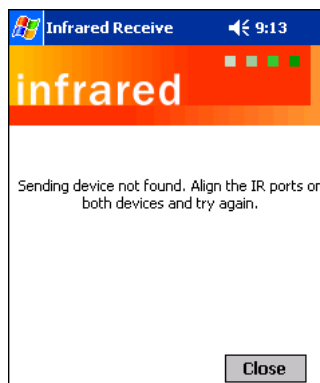 Infrared Receive 9:13
infrared
Sending device not found. Align the IR ports on
both devices and try again.
Close